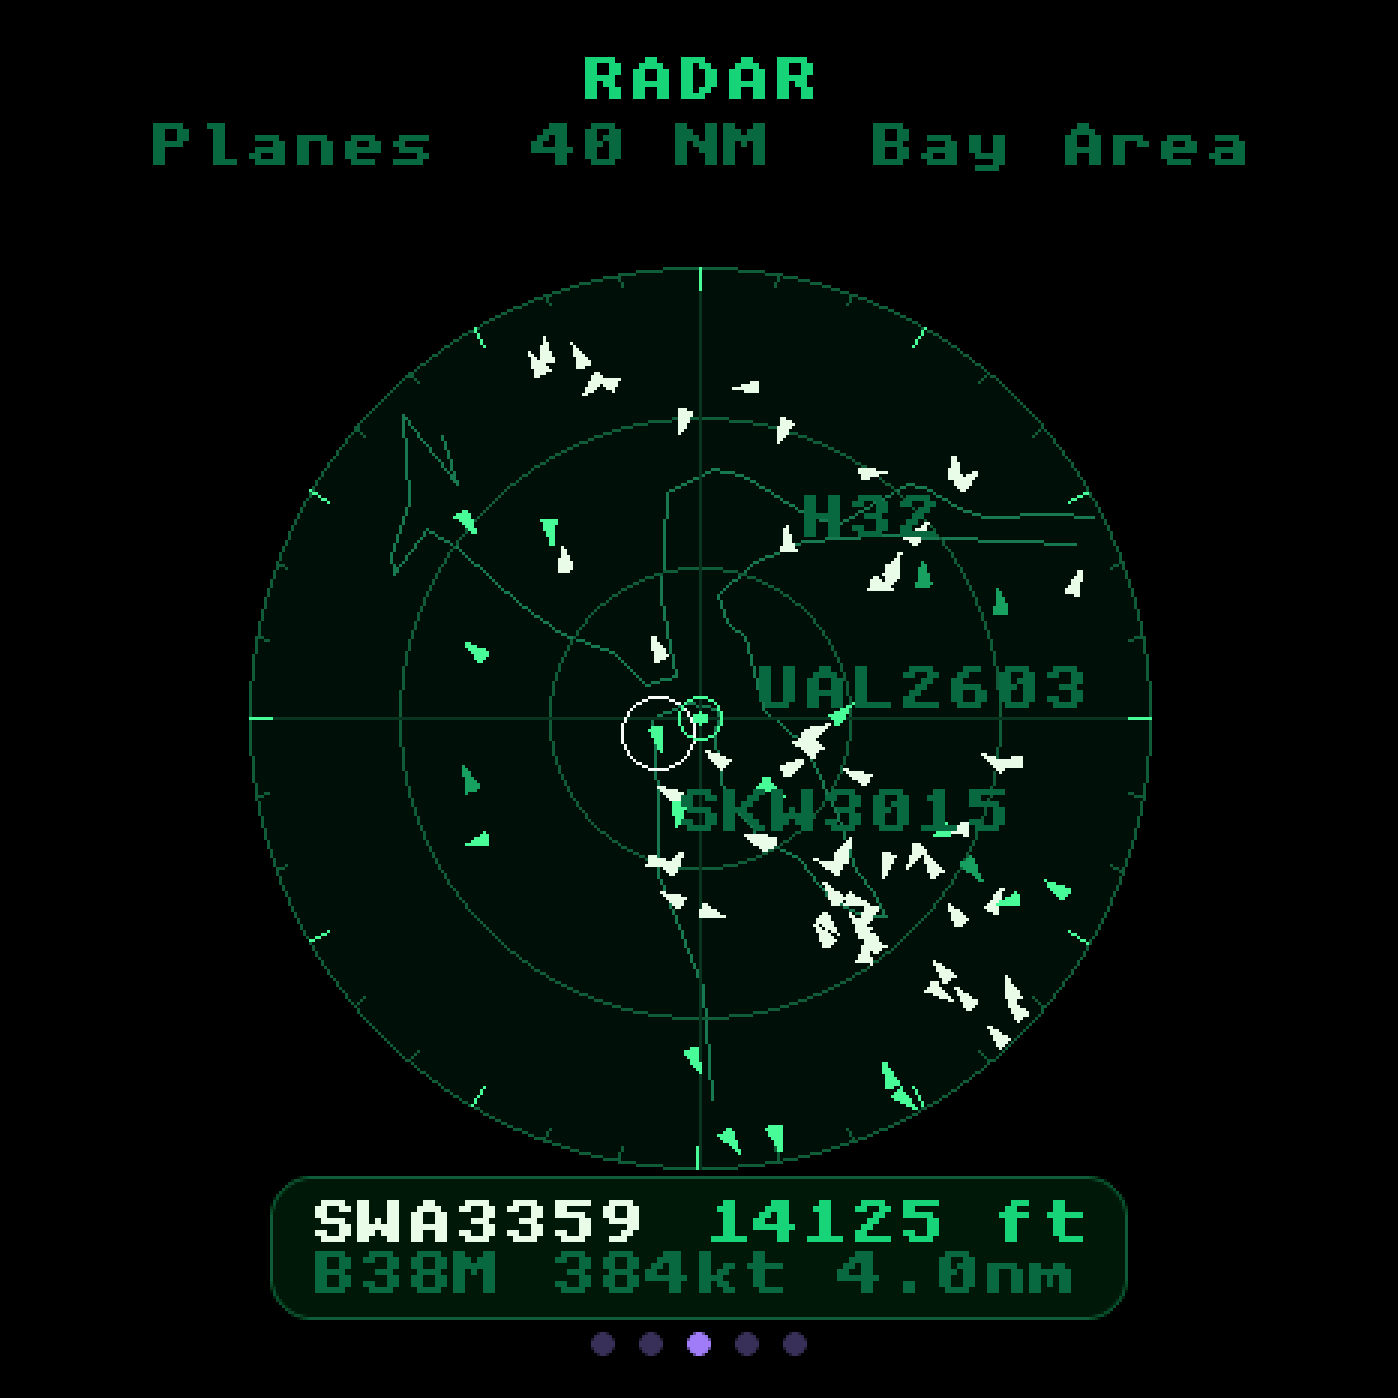 RADAR
Planes 40 NM Bay Area
H32
UAL2603
SKW3015
SWA3359 14125 ft
B38M 384kt 4.0nm